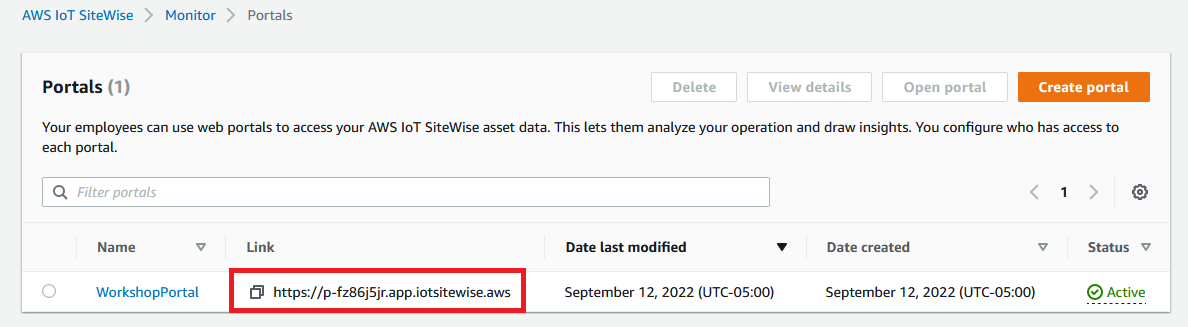 AWS IoT SiteWise > Monitor > Portals
Portals (1)
Delete
View details
Open portal
Create portal
Your employees can use web portals to access your AWS IoT SiteWise asset data. This lets them analyze your operation and draw insights. You configure who has access to
each portal.
Filter portals
1
Name
Link
Date last modified
Date created
Status
WorkshopPortal
https://p-fz86j5jr.app.iotsitewise.aws
September 12, 2022 (UTC-05:00)
September 12, 2022 (UTC-05:00)
Active